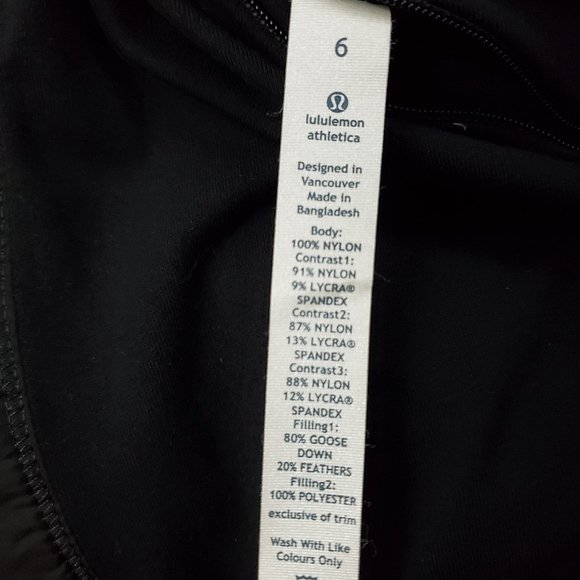 6
lululemon
athletica
Designed in
Vancouver
Made in
Bangladesh
Body:
100% NYLON
Contrast1:
91% NYLON
9% LYCRA®
SPANDEX
Contrast2:
87% NYLON
13% LYCRA®
SPANDEX
Contrast3:
88% NYLON
12% LYCRA®
SPANDEX
Filling1:
80% GOOSE
DOWN
20% FEATHERS
Filling2:
100% POLYESTER
exclusive of trim
Wash With Like
Colours Only